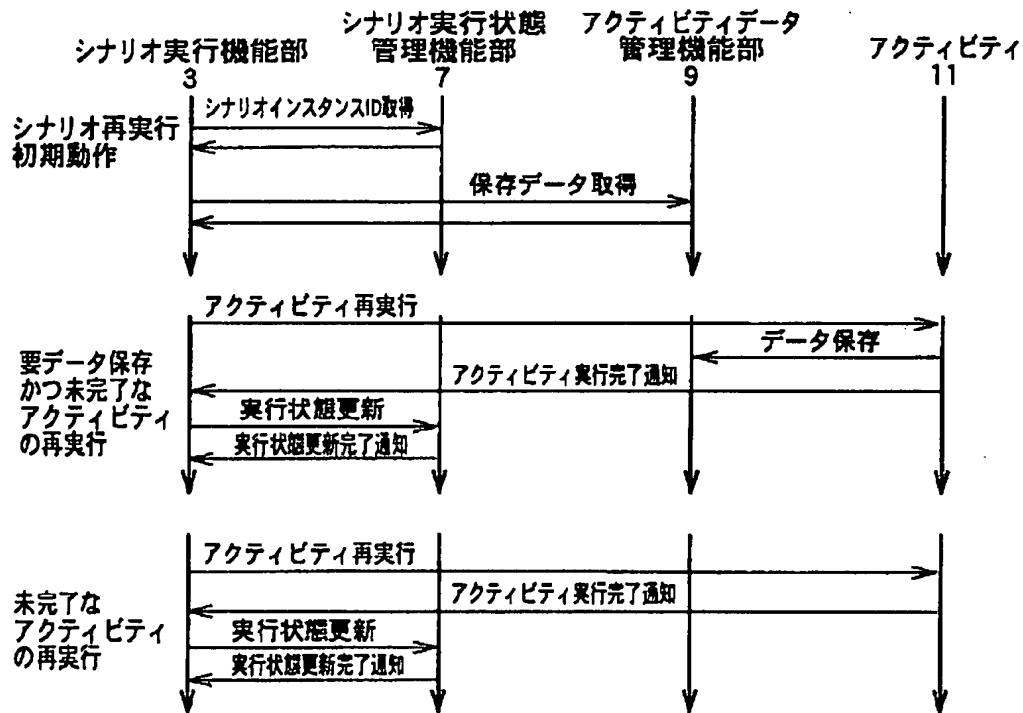 シナリオ実行機能部
3
シナリオ実行状態
管理機能部
7
アクティビティデータ
管理機能部
9
アクティビティ
11
シナリオ再実行
初期動作
シナリオインスタンスID取得
保存データ取得
要データ保存
かつ未完了な
アクティビティ
の再実行
アクティビティ再実行
データ保存
アクティビティ実行完了通知
実行状態更新
実行状態更新完了通知
未完了な
アクティビティ
の再実行
アクティビティ再実行
アクティビティ実行完了通知
実行状態更新
実行状態更新完了通知